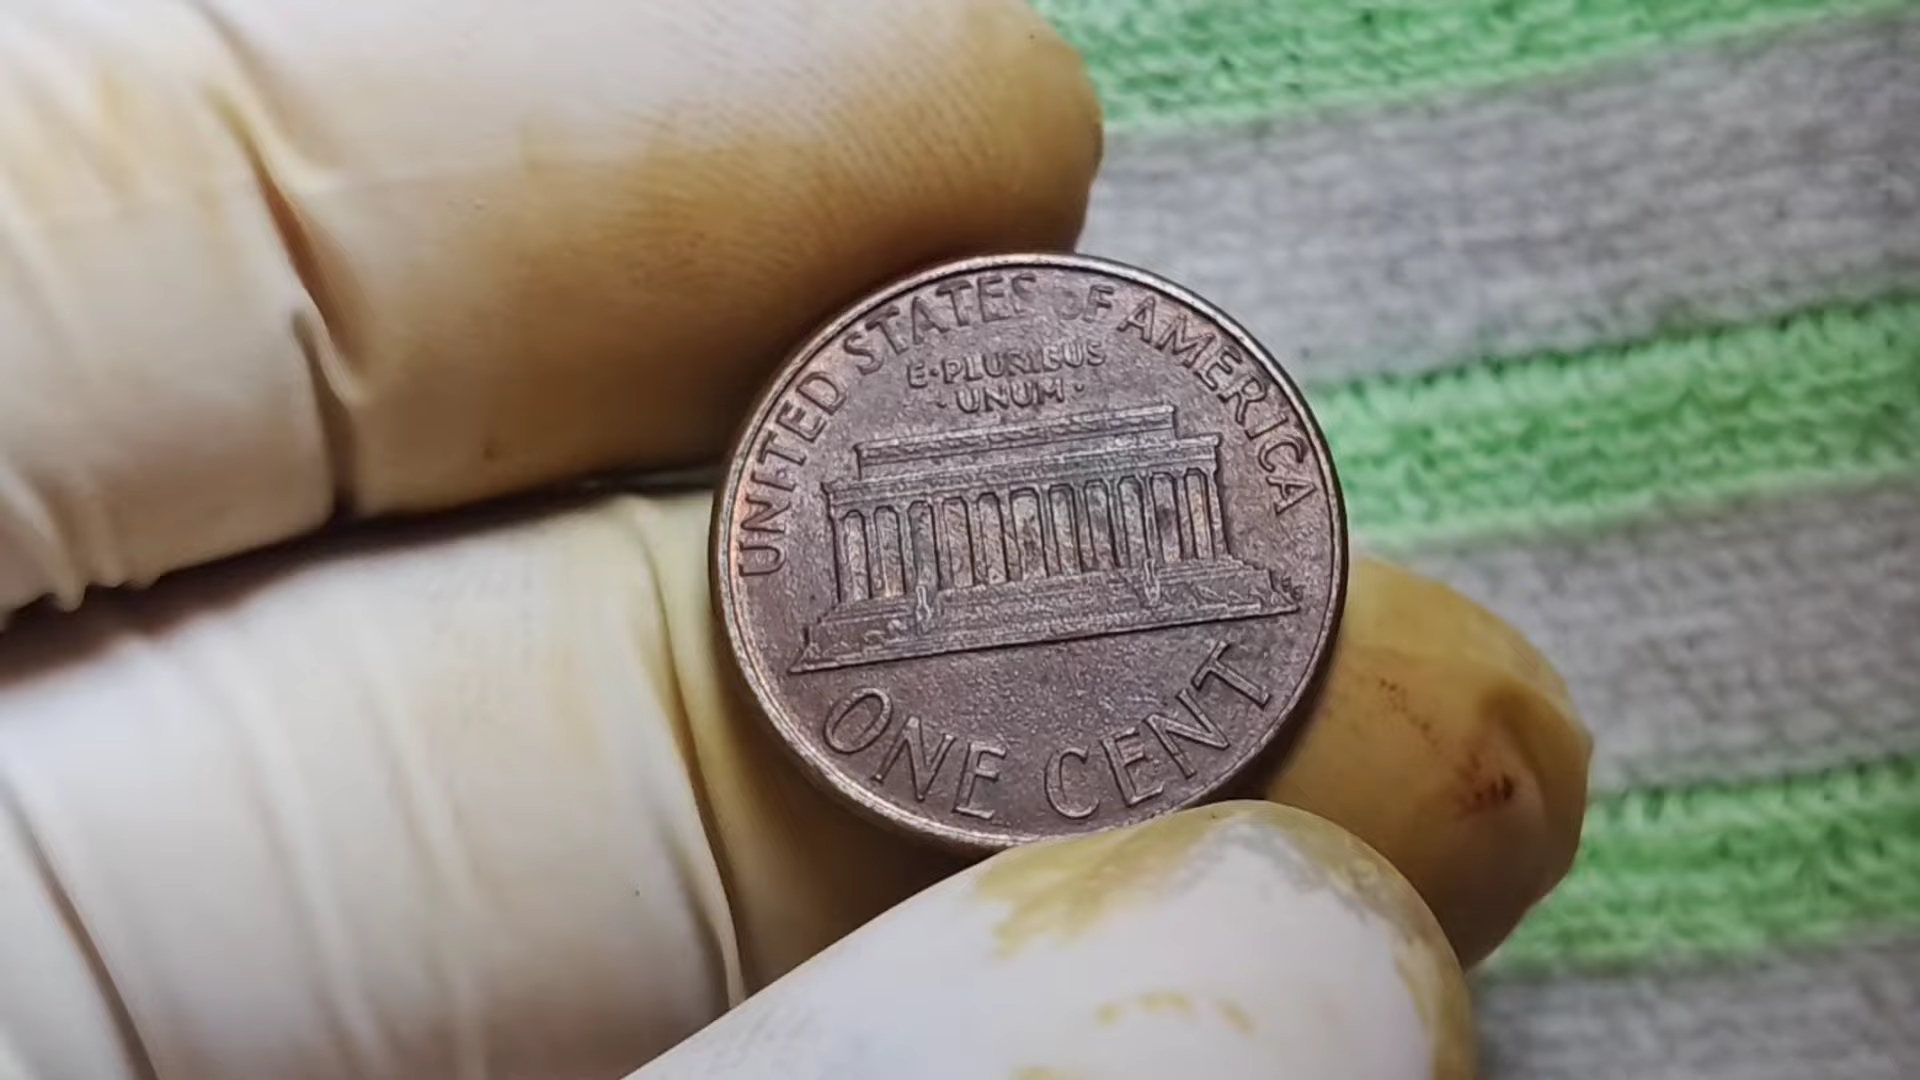 UNITED STATES OF AMERICA
E·PLURIBUS
·UNUM·
ONE CENT